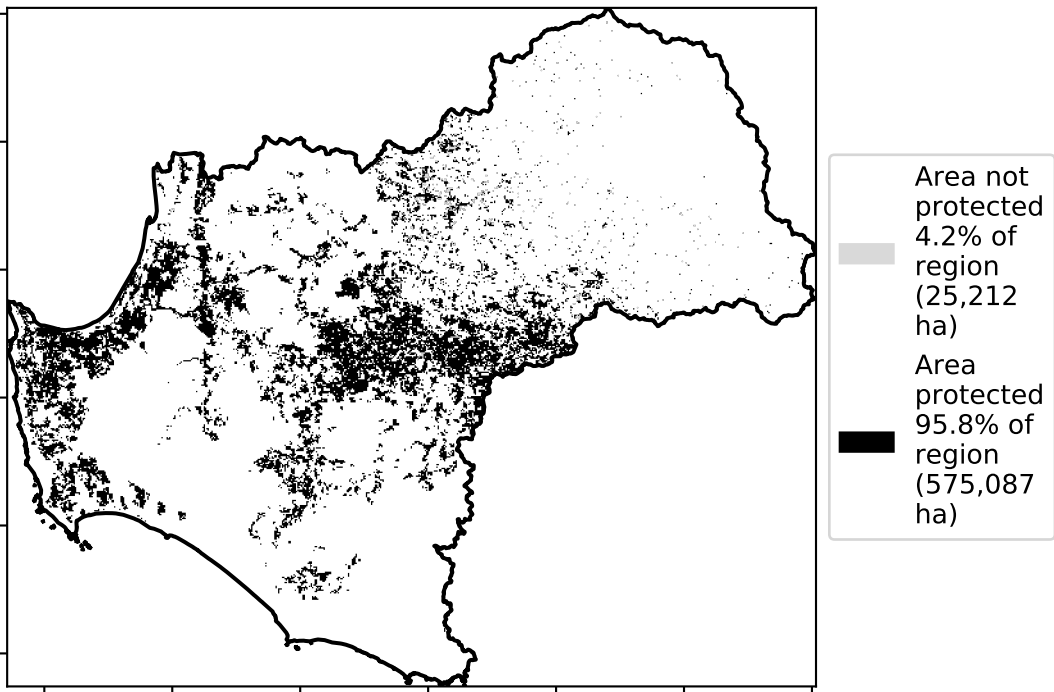 Area not
protected
4.2% of
region
(25,212
ha)
Area
protected
95.8% of
region
(575,087
ha)